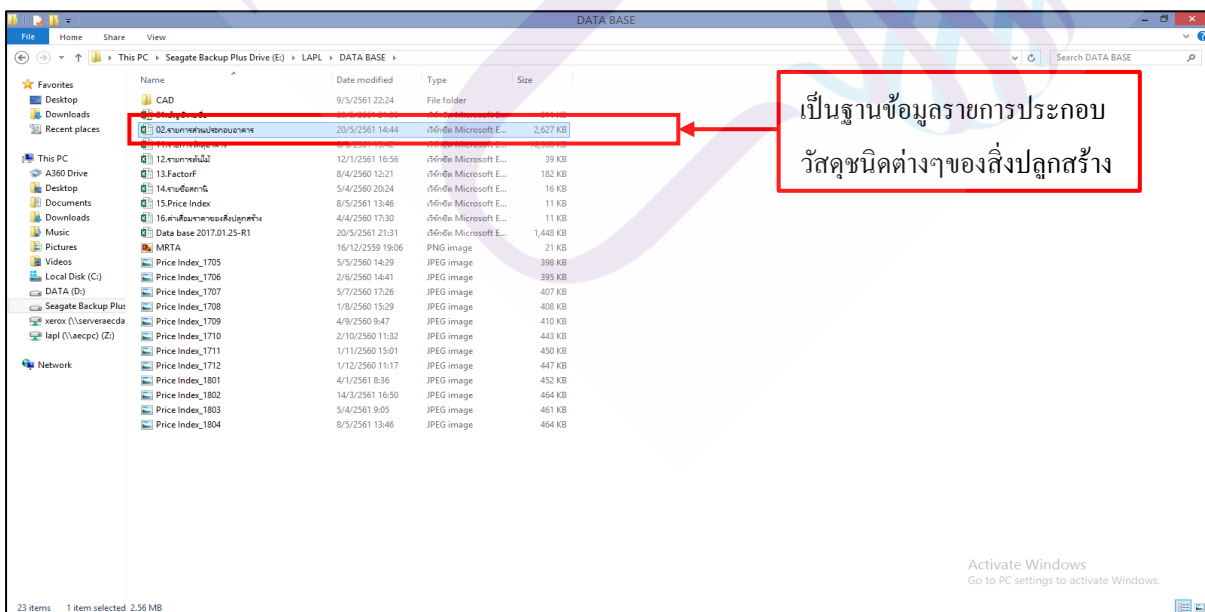 DATA BASE
File Home Share View
This PC Seagate Backup Plus Drive (E:) LAPL DATA BASE
Search DATA BASE
Name Date modified Type Size
Favorites
Desktop
Downloads
Recent places
This PC
A360 Drive
Desktop
Documents
Downloads
Music
Pictures
Videos
Local Disk (C:)
DATA (D:)
Seagate Backup Plus
xerox (\\serveraecda
lapl (\\aecpc) (Z:)
Network
CAD 9/5/2561 22:24 File folder
02.รายการส่วนประกอบอาคาร 20/5/2561 14:44 เวิร์กชีต Microsoft E... 2,627 KB
12.รายการต้นไม้ 12/1/2561 16:56 เวิร์กชีต Microsoft E... 39 KB
13.FactorF 8/4/2560 12:21 เวิร์กชีต Microsoft E... 182 KB
14.รายชื่อสถานี 5/4/2560 20:24 เวิร์กชีต Microsoft E... 16 KB
15.Price Index 8/5/2561 13:46 เวิร์กชีต Microsoft E... 11 KB
16.ค่าเสื่อมราคาของสิ่งปลูกสร้าง 4/4/2560 17:30 เวิร์กชีต Microsoft E... 11 KB
Data base 2017.01.25-R1 20/5/2561 21:31 เวิร์กชีต Microsoft E... 1,448 KB
MRTA 16/12/2559 19:06 PNG image 21 KB
Price Index_1705 5/5/2560 14:29 JPEG image 398 KB
Price Index_1706 2/6/2560 14:41 JPEG image 395 KB
Price Index_1707 5/7/2560 17:26 JPEG image 407 KB
Price Index_1708 1/8/2560 15:29 JPEG image 408 KB
Price Index_1709 4/9/2560 9:47 JPEG image 410 KB
Price Index_1710 2/10/2560 11:32 JPEG image 443 KB
Price Index_1711 1/11/2560 15:01 JPEG image 450 KB
Price Index_1712 1/12/2560 11:17 JPEG image 447 KB
Price Index_1801 4/1/2561 8:36 JPEG image 452 KB
Price Index_1802 14/3/2561 16:50 JPEG image 464 KB
Price Index_1803 5/4/2561 9:05 JPEG image 461 KB
Price Index_1804 8/5/2561 13:46 JPEG image 464 KB
เป็นฐานข้อมูลรายการประกอบ
วัสดุชนิดต่างๆของสิ่งปลูกสร้าง
Activate Windows
Go to PC settings to activate Windows.
23 items 1 item selected 2.56 MB